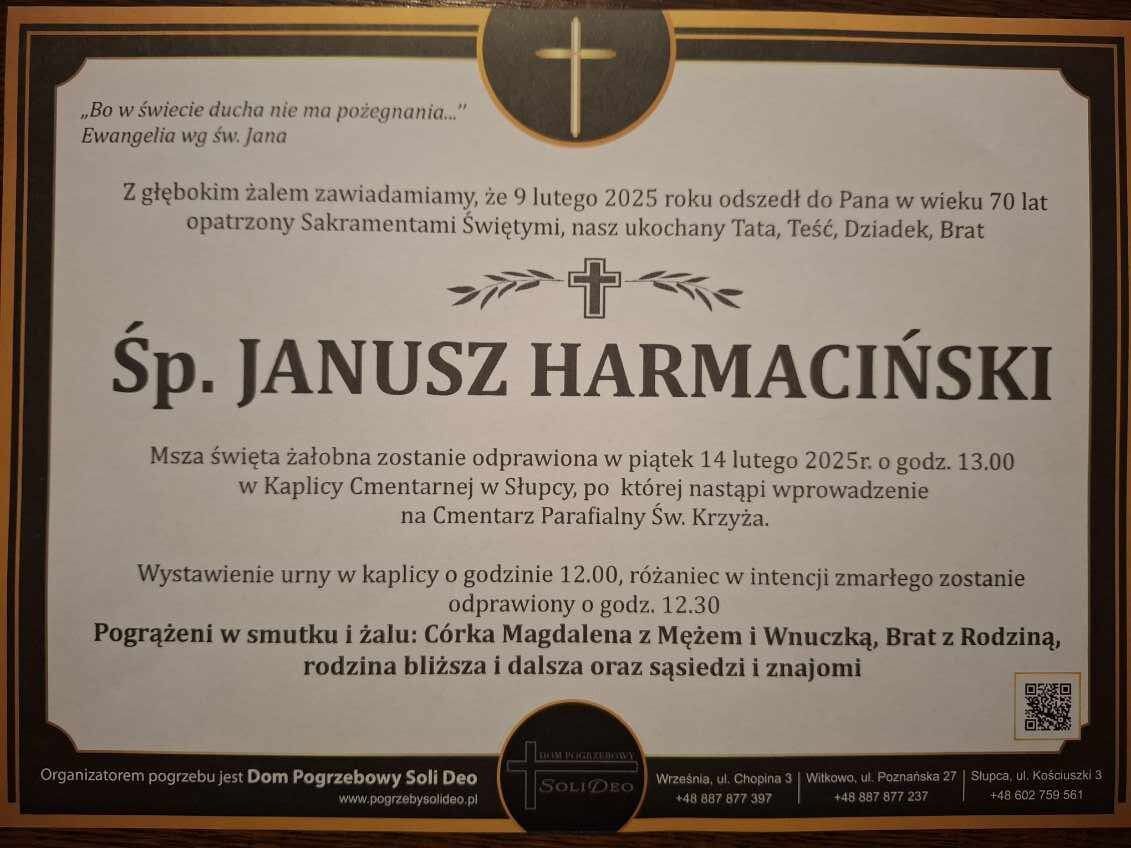 „Bo w świecie ducha nie ma pożegnania..."
Ewangelia wg św. Jana
Z głębokim żalem zawiadamiamy, że 9 lutego 2025 roku odszedł do Pana w wieku 70 lat
opatrzony Sakramentami Świętymi, nasz ukochany Tata, Teść, Dziadek, Brat
Śp. JANUSZ HARMACIŃSKI
Msza święta żałobna zostanie odprawiona w piątek 14 lutego 2025r. o godz. 13.00
w Kaplicy Cmentarnej w Słupcy, po której nastąpi wprowadzenie
na Cmentarz Parafialny Św. Krzyża.
Wystawienie urny w kaplicy o godzinie 12.00, różaniec w intencji zmarłego zostanie
odprawiony o godz. 12.30
Pogrążeni w smutku i żalu: Córka Magdalena z Mężem i Wnuczką, Brat z Rodziną,
rodzina bliższa i dalsza oraz sąsiedzi i znajomi
Organizatorem pogrzebu jest Dom Pogrzebowy Soli Deo
www.pogrzebysolideo.pl
DOM POGRZEBOWY
SOLI DEO
Września, ul. Chopina 3
+48 887 877 397
Witkowo, ul. Poznańska 27
+48 887 877 237
Słupca, ul. Kościuszki 3
+48 602 759 561